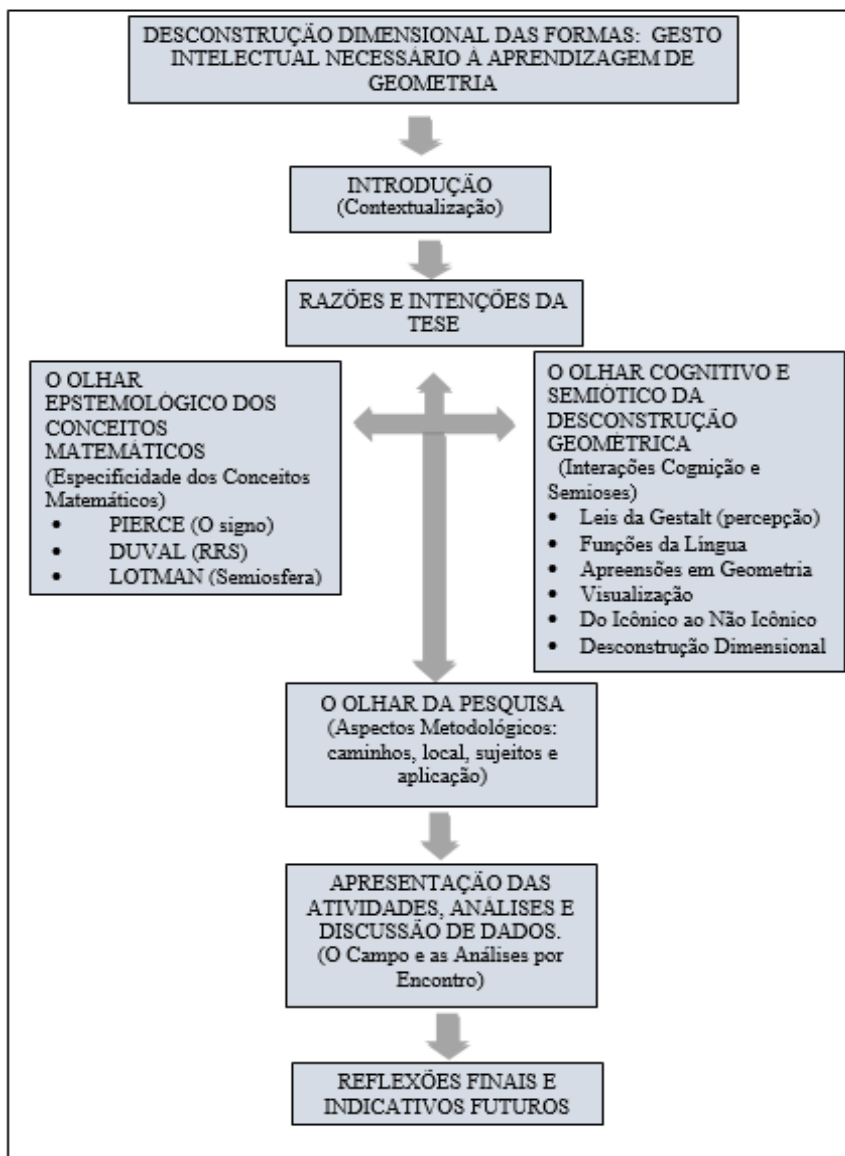 DESCONSTRUÇÃO DIMENSIONAL DAS FORMAS: GESTO
INTELECTUAL NECESSÁRIO À APRENDIZAGEM DE
GEOMETRIA
INTRODUÇÃO
(Contextualização)
RAZÕES E INTENÇÕES DA
TESE
O OLHAR
EPSTEMOLÓGICO DOS
CONCEITOS
MATEMÁTICOS
(Especificidade dos Conceitos
Matemáticos)
• PIERCE (O signo)
• DUVAL (RRS)
• LOTMAN (Semiosfera)
O OLHAR COGNITIVO E
SEMIÓTICO DA
DESCONSTRUÇÃO
GEOMÉTRICA
(Interações Cognição e
Semioses)
• Leis da Gestalt (percepção)
• Funções da Língua
• Apreensões em Geometria
• Visualização
• Do Icônico ao Não Icônico
• Desconstrução Dimensional
O OLHAR DA PESQUISA
(Aspectos Metodológicos:
caminhos, local, sujeitos e
aplicação)
APRESENTAÇÃO DAS
ATIVIDADES, ANÁLISES E
DISCUSSÃO DE DADOS.
(O Campo e as Análises por
Encontro)
REFLEXÕES FINAIS E
INDICATIVOS FUTUROS